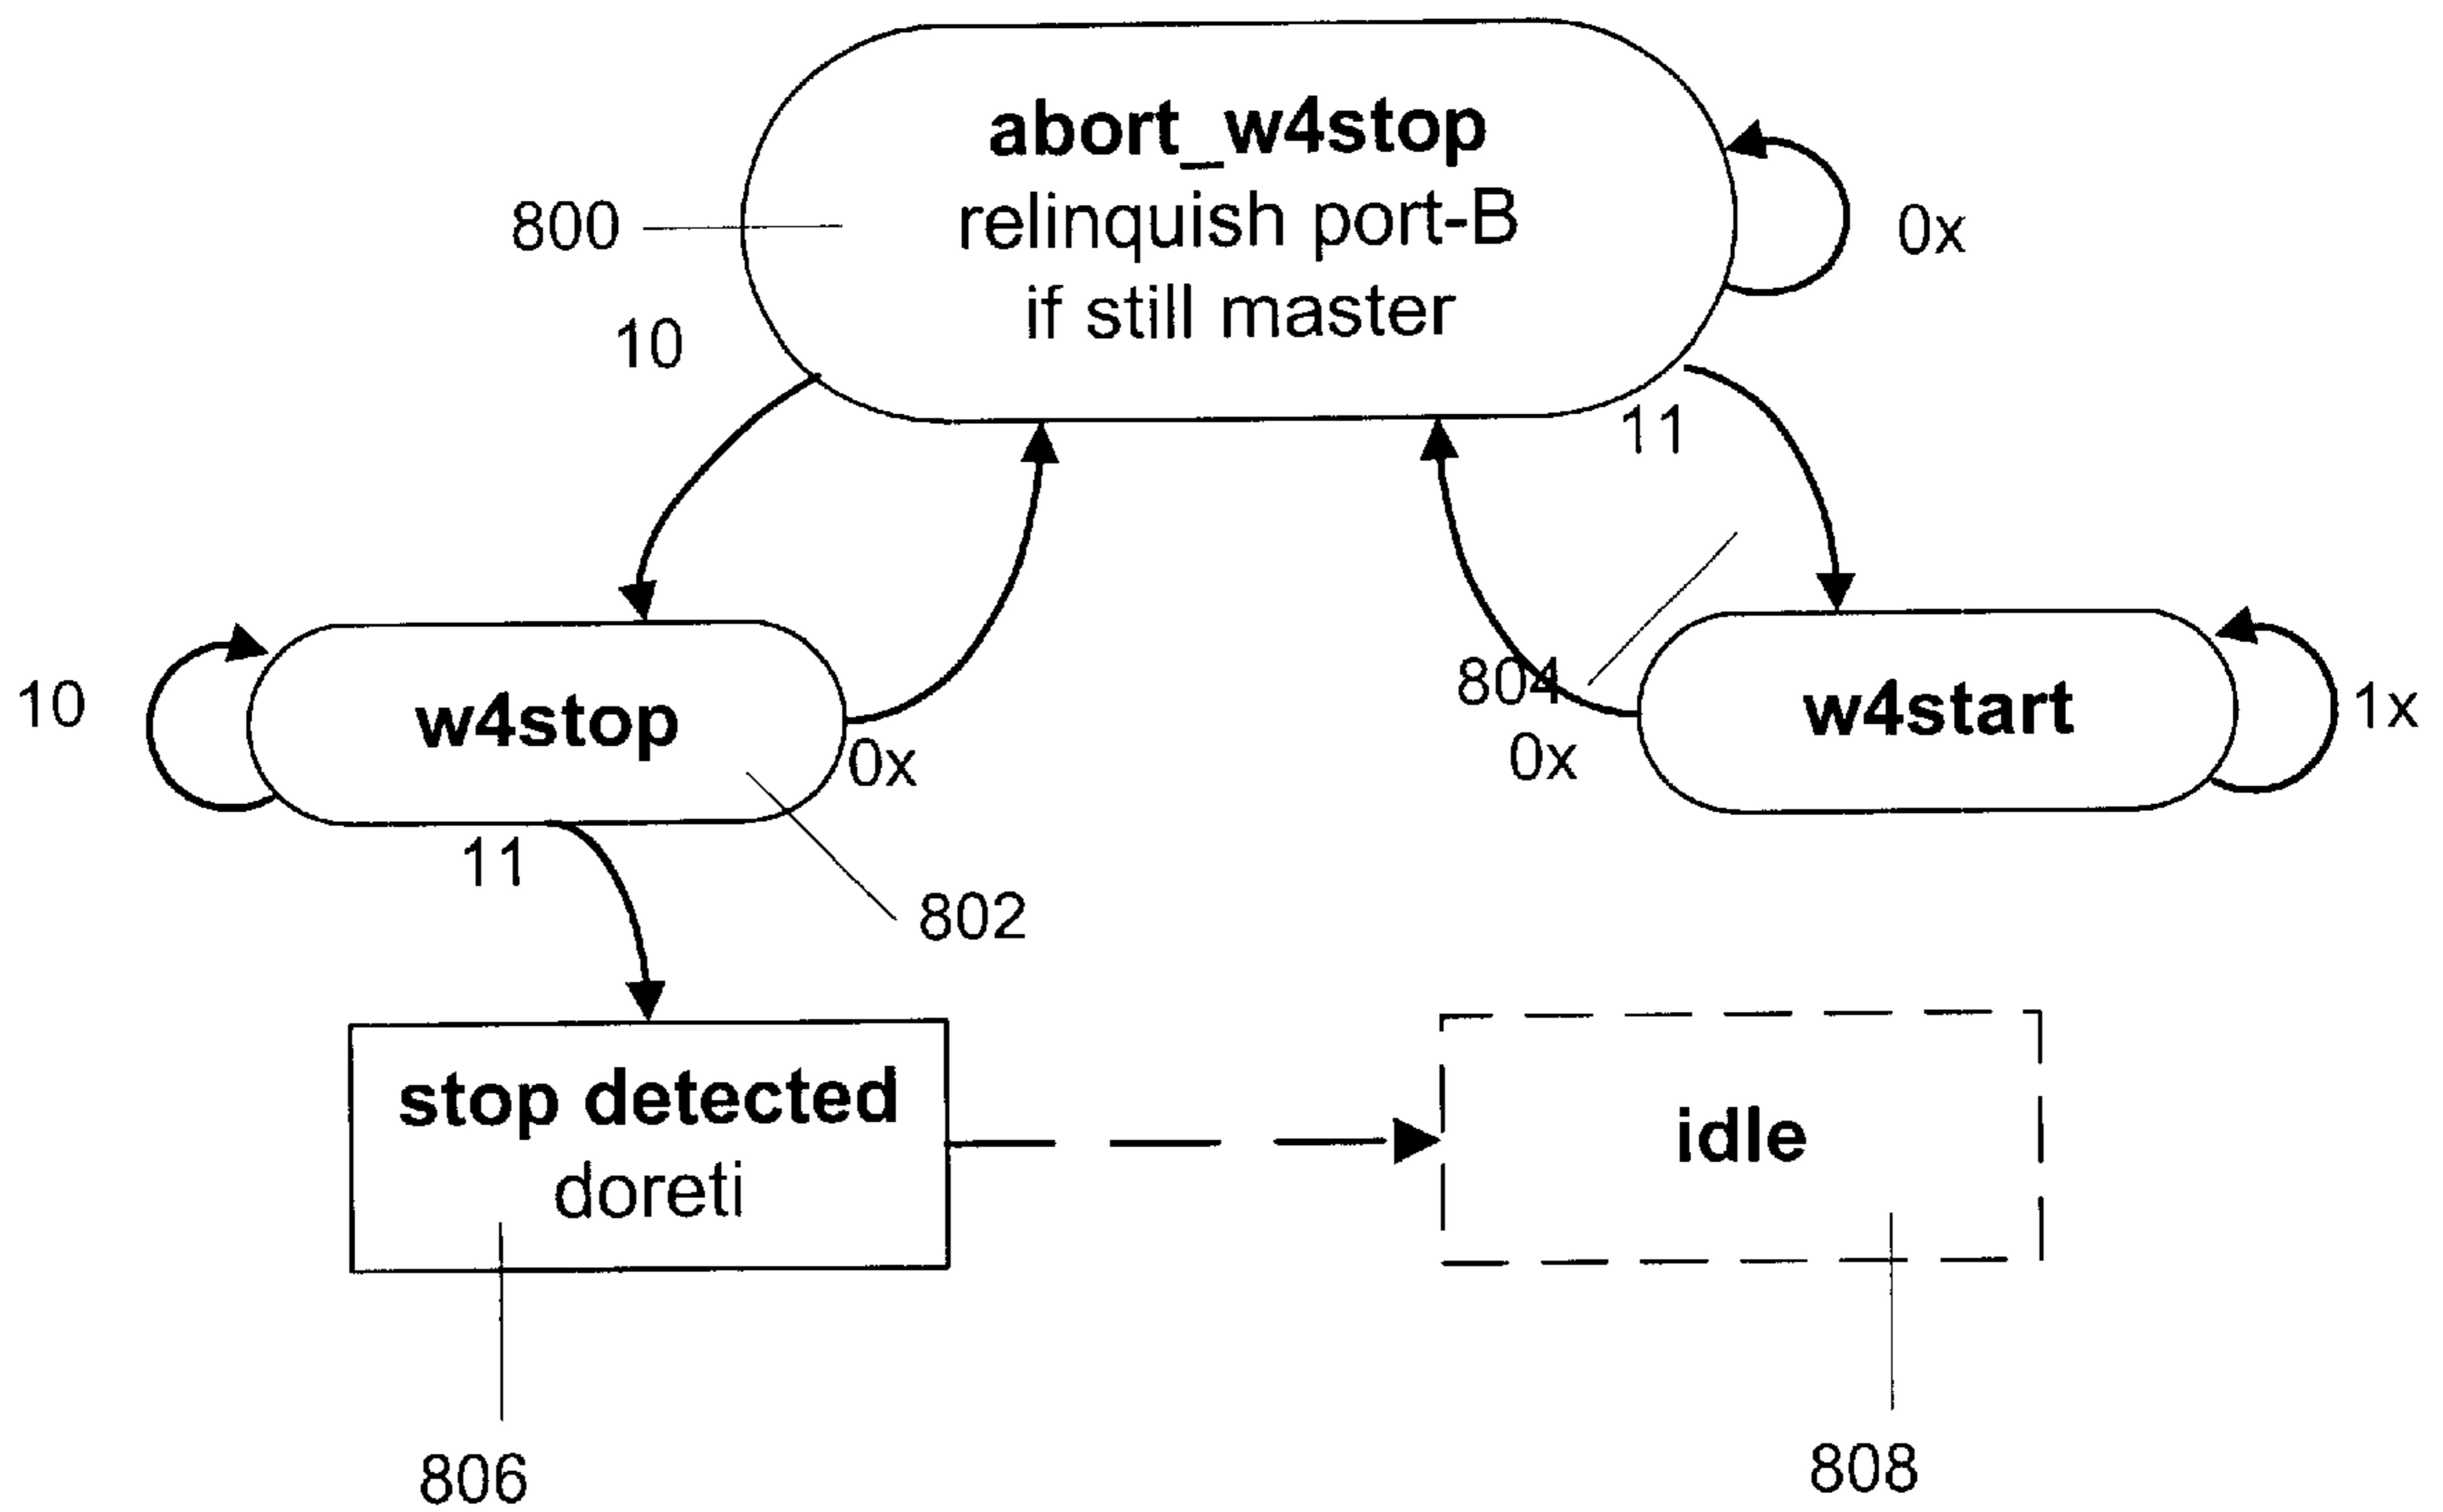 abort_w4stop
relinquish port-B
if still master
800
0x
10
11
804
10
w4stop
0x
0x
w4start
1x
11
802
stop detected
doreti
idle
806
808